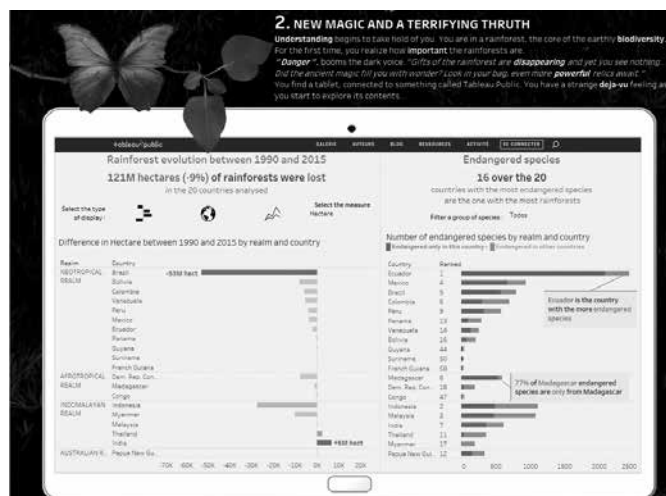 2. NEW MAGIC AND A TERRIFYING THRUTH
Understanding begins to take hold of you. You are in a rainforest, the core of the earthly biodiversity.
For the first time, you realize how important the rainforests are.
"Danger", booms the dark voice. "Gifts of the rainforest are disappearing and yet you see nothing.
Did the ancient magic fill you with wonder? Look in your bag, even more powerful relics await."
You find a tablet, connected to something called Tableau Public. You have a strange deja-vu feeling as
you start to explore its contents.
+ableau|public GALERIE AUTEURS BLOG RESSOURCES ACTIVITÉ SE CONNECTER
Rainforest evolution between 1990 and 2015
121M hectares (-9%) of rainforests were lost
in the 20 countries analysed
Select the type
of display:
Select the measure
Hectare
Difference in Hectare between 1990 and 2015 by realm and country
Realm Country
NEOTROPICAL REALM Brazil -53M hect
Bolivia
Colombia
Venezuela
Peru
Mexico
Ecuador
Panama
Guyana
Suriname
French Guiana
AFROTROPICAL REALM Dem. Rep. Con..
Madagascar
Congo
INDOMALAYAN REALM Indonesia
Myanmar
Malaysia
Thailand
India +6M hect
AUSTRALIAN R.. Papua New Gu..
-70K -60K -50K -40K -30K -20K -10K 0K 10K 20K
Endangered species
16 over the 20
countries with the most endangered species
are the one with the most rainforests
Filter a group of species: Todos
Number of endangered species by realm and country
Endangered only in this country - Endangered in other countries
Country Ranked
Ecuador 1
Mexico 4
Brazil 5
Colombia 6
Peru 9
Panama 13
Venezuela 14
Bolivia 16
Guyana 44
Suriname 50
French Guiana
Madagascar
Dem. Rep. Con.. 18
Congo 47
Indonesia 2
Malaysia 3
India 7
Thailand 11
Myanmar 17
Papua New Gui.. 12
Ecuador is the country
with the more endangered
species
77% of Madagascar endangered
species are only from Madagascar
0 500 1000 1500 2000 2500